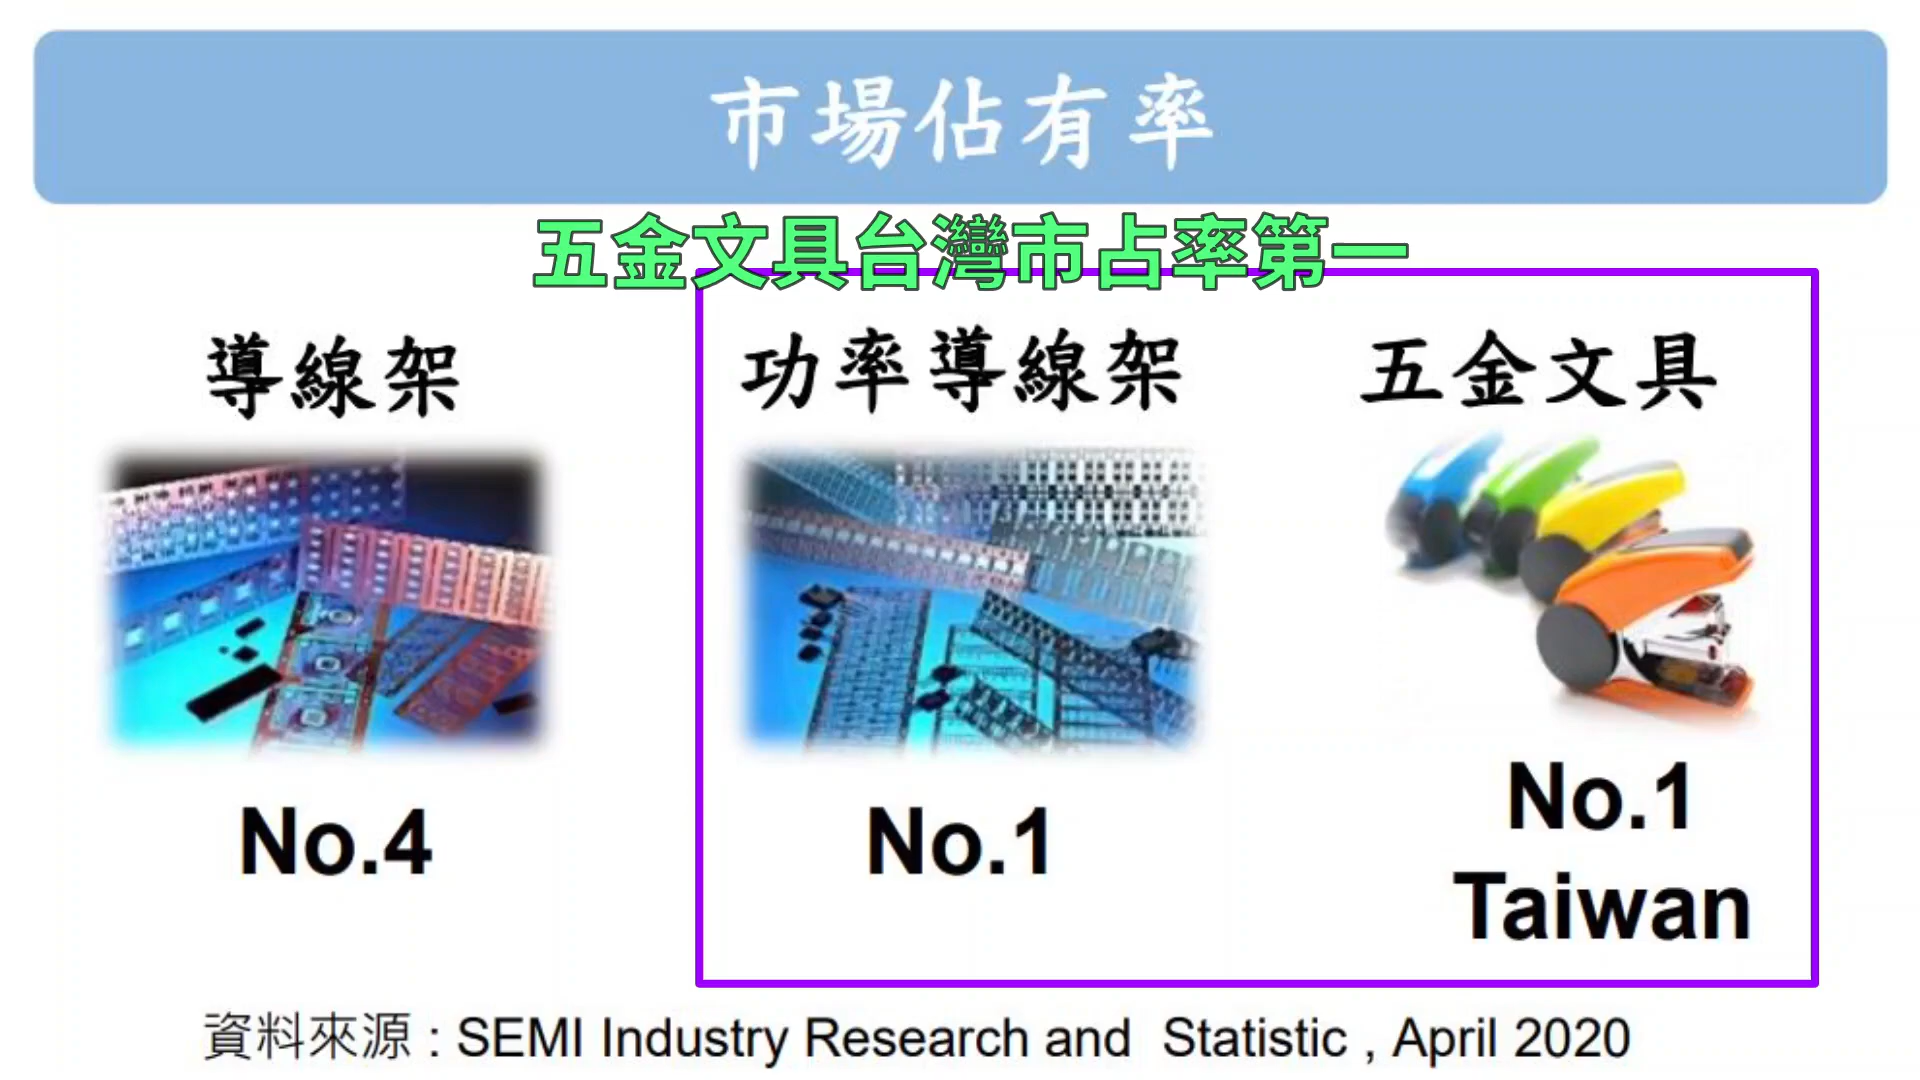 市場佔有率
五金文具台灣市占率第一
導線架
功率導線架
五金文具
No.4
No.1
No.1
Taiwan
資料來源 : SEMI Industry Research and Statistic , April 2020